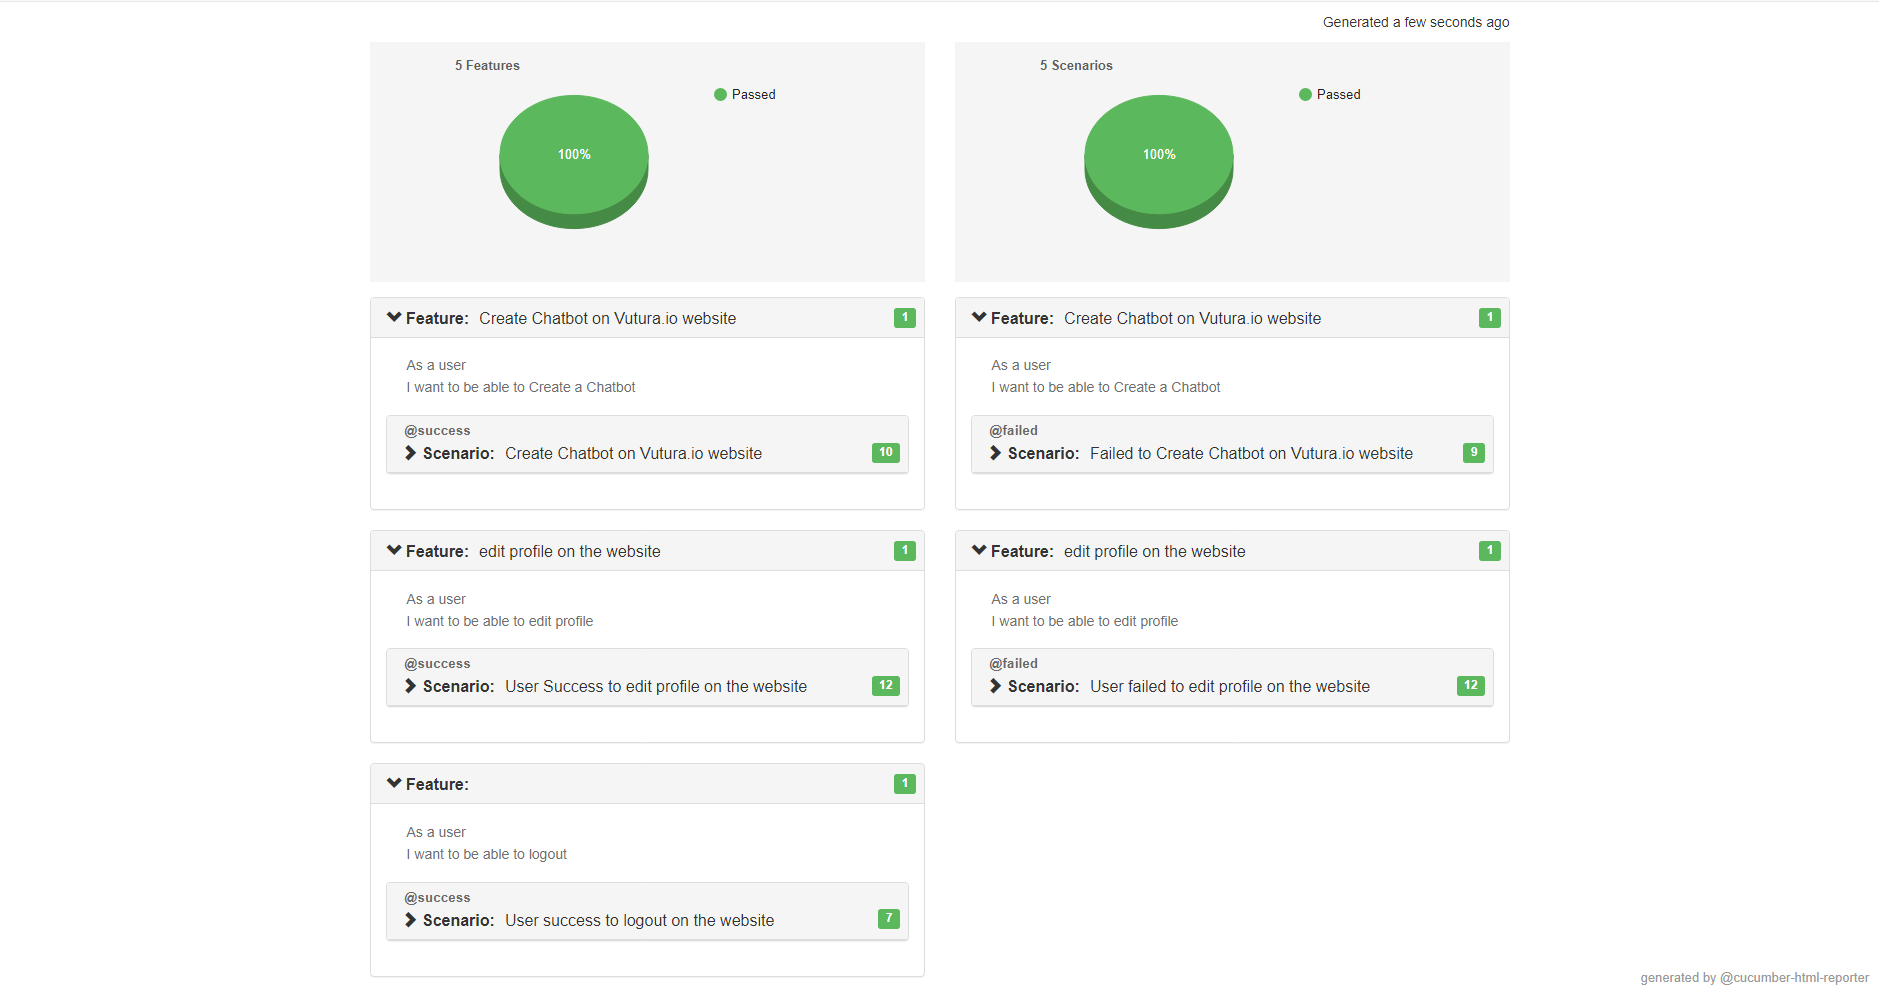 Generated a few seconds ago
5 Features
Passed
100%
5 Scenarios
Passed
100%
Feature: Create Chatbot on Vutura.io website 1
As a user
I want to be able to Create a Chatbot
@success
Scenario: Create Chatbot on Vutura.io website 10
Feature: Create Chatbot on Vutura.io website 1
As a user
I want to be able to Create a Chatbot
@failed
Scenario: Failed to Create Chatbot on Vutura.io website 9
Feature: edit profile on the website 1
As a user
I want to be able to edit profile
@success
Scenario: User Success to edit profile on the website 12
Feature: edit profile on the website 1
As a user
I want to be able to edit profile
@failed
Scenario: User failed to edit profile on the website 12
Feature: 1
As a user
I want to be able to logout
@success
Scenario: User success to logout on the website 7
generated by @cucumber-html-reporter